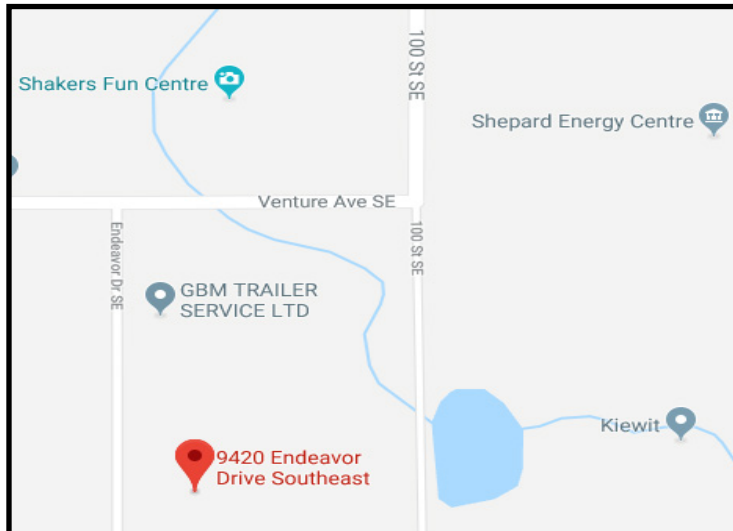 100 St SE
Shakers Fun Centre
Shepard Energy Centre
Venture Ave SE
Endeavor Dr SE
100 St SE
GBM TRAILER
SERVICE LTD
Kiewit
9420 Endeavor
Drive Southeast